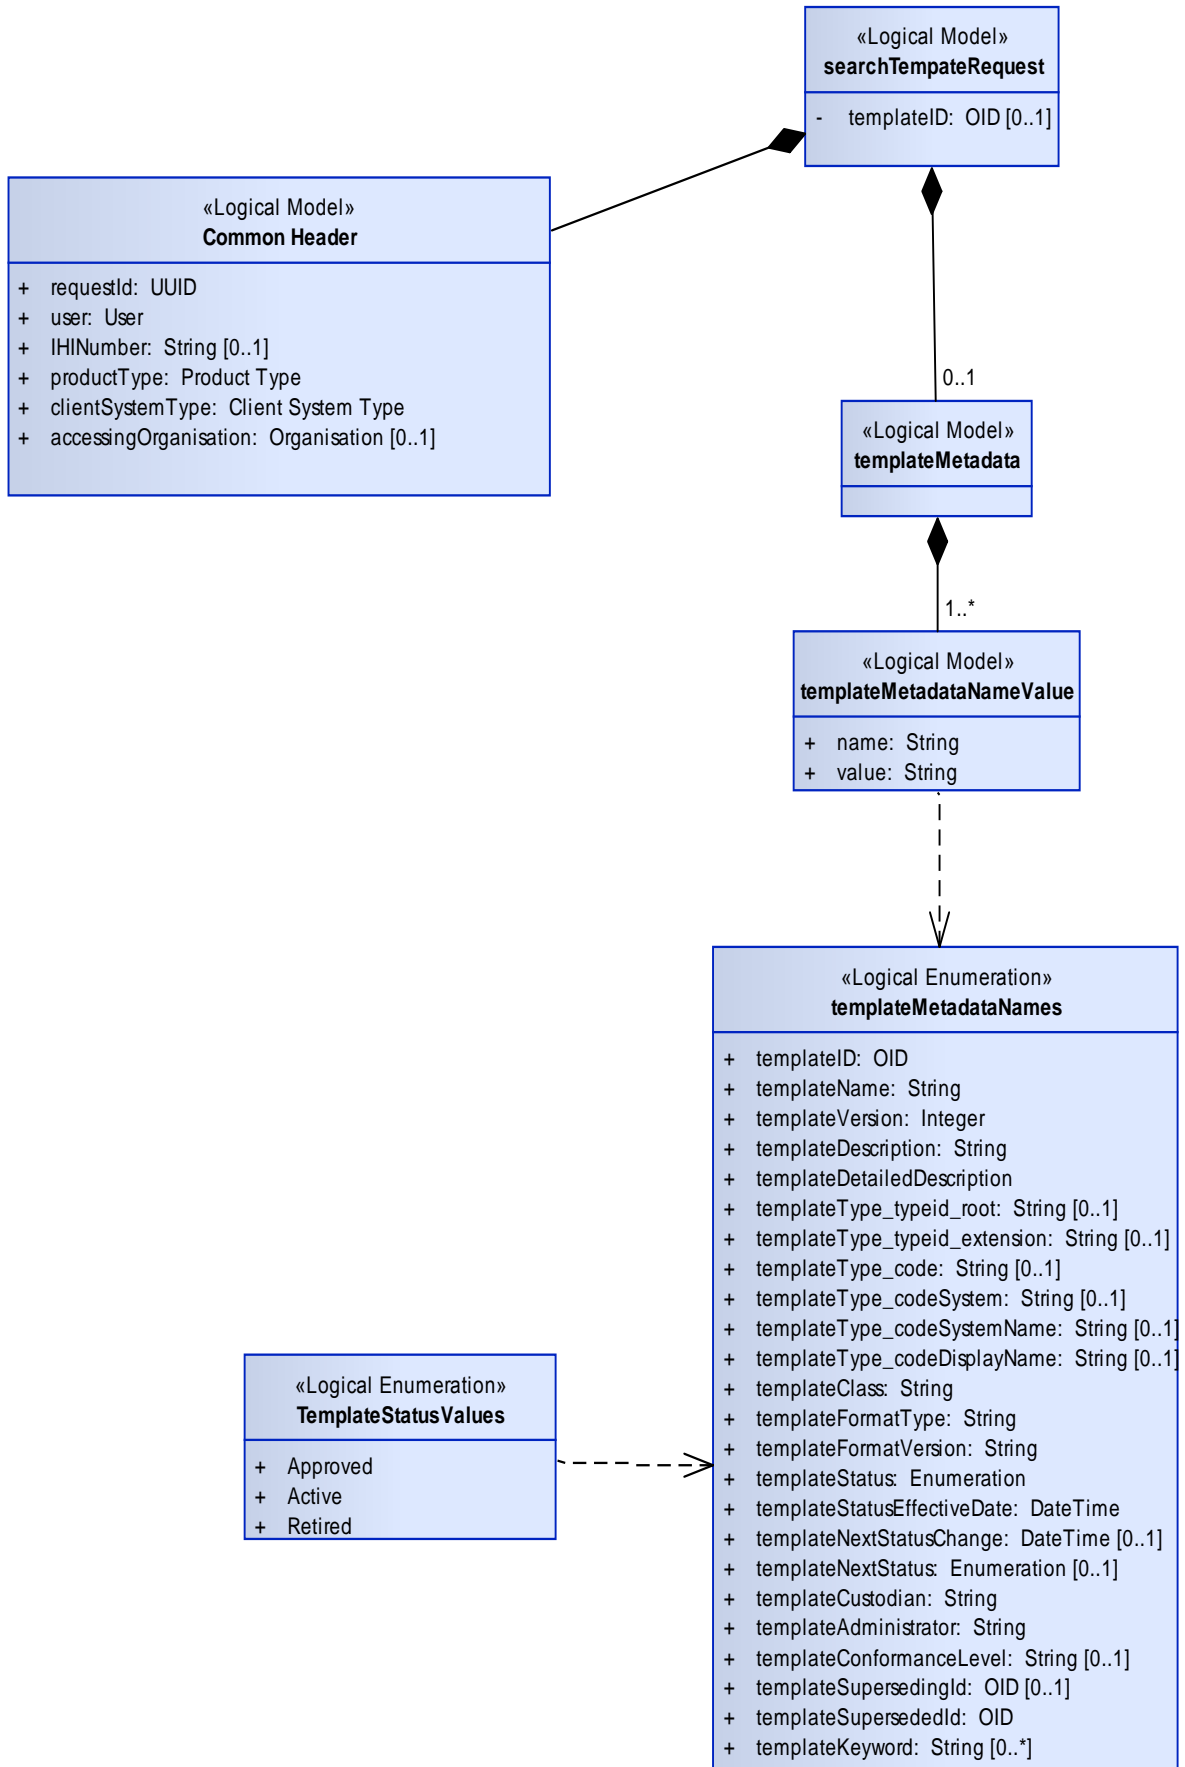 «Logical Model»
searchTempateRequest
- templateID: OID [0..1]
«Logical Model»
Common Header
+ requestId: UUID
+ user: User
+ IHINumber: String [0..1]
+ productType: Product Type
+ clientSystemType: Client System Type
+ accessingOrganisation: Organisation [0..1]
0..1
«Logical Model»
templateMetadata
1..*
«Logical Model»
templateMetadataNameValue
+ name: String
+ value: String
«Logical Enumeration»
templateMetadataNames
+ templateID: OID
+ templateName: String
+ templateVersion: Integer
+ templateDescription: String
+ templateDetailedDescription
+ templateType_typeid_root: String [0..1]
+ templateType_typeid_extension: String [0..1]
+ templateType_code: String [0..1]
+ templateType_codeSystem: String [0..1]
+ templateType_codeSystemName: String [0..1]
+ templateType_codeDisplayName: String [0..1]
+ templateClass: String
+ templateFormatType: String
+ templateFormatVersion: String
+ templateStatus: Enumeration
+ templateStatusEffectiveDate: DateTime
+ templateNextStatusChange: DateTime [0..1]
+ templateNextStatus: Enumeration [0..1]
+ templateCustodian: String
+ templateAdministrator: String
+ templateConformanceLevel: String [0..1]
+ templateSupersedingId: OID [0..1]
+ templateSupersededId: OID
+ templateKeyword: String [0..*]
«Logical Enumeration»
TemplateStatusValues
+ Approved
+ Active
+ Retired